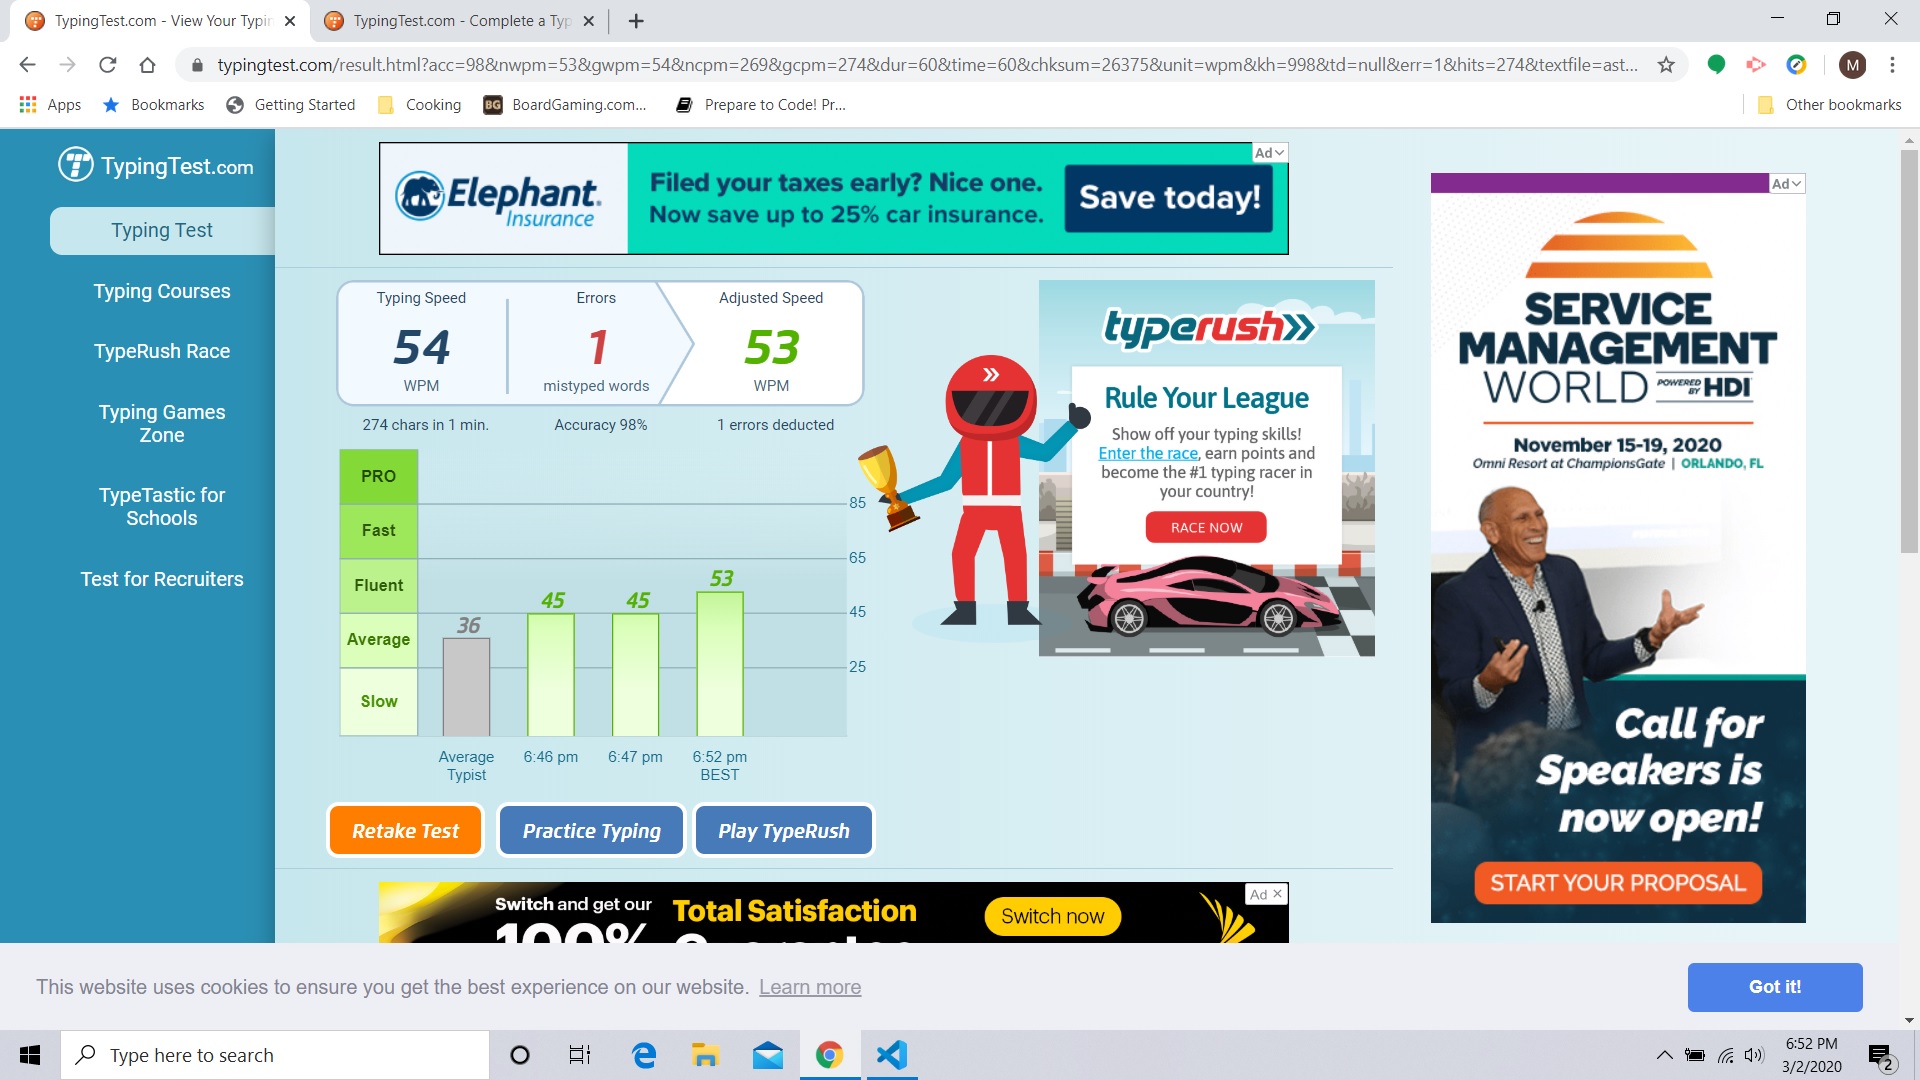 TypingTest.com - View Your Typin
TypingTest.com - Complete a Typ
typingtest.com/result.html?acc=98&nwpm=53&gwpm=54&ncpm=269&gcpm=274&dur=60&time=60&chksum=26375&unit=wpm&kh=998&td=null&err=1&hits=274&textfile=ast...
M
Apps
Bookmarks
Getting Started
Cooking
BG
BoardGaming.com...
Prepare to Code! Pr...
Other bookmarks
TypingTest.com
Typing Test
Typing Courses
TypeRush Race
Typing Games
Zone
TypeTastic for
Schools
Test for Recruiters
Elephant.
Insurance
Filed your taxes early? Nice one.
Now save up to 25% car insurance.
Save today!
Ad
Typing Speed
54
WPM
274 chars in 1 min.
Errors
1
mistyped words
Accuracy 98%
Adjusted Speed
53
WPM
1 errors deducted
PRO
Fast
Fluent
Average
Slow
85
65
45
25
36
45
45
53
Average
Typist
6:46 pm
6:47 pm
6:52 pm
BEST
Retake Test
Practice Typing
Play TypeRush
typerush
Rule Your League
Show off your typing skills!
Enter the race, earn points and
become the #1 typing racer in
your country!
RACE NOW
Ad
SERVICE
MANAGEMENT
WORLD POWERED BY HDI
November 15-19, 2020
Omni Resort at ChampionsGate | ORLANDO, FL
Call for
Speakers is
now open!
START YOUR PROPOSAL
Switch and get our
100%
Total Satisfaction
Switch now
Ad
This website uses cookies to ensure you get the best experience on our website. Learn more
Got it!
Type here to search
6:52 PM
3/2/2020
2